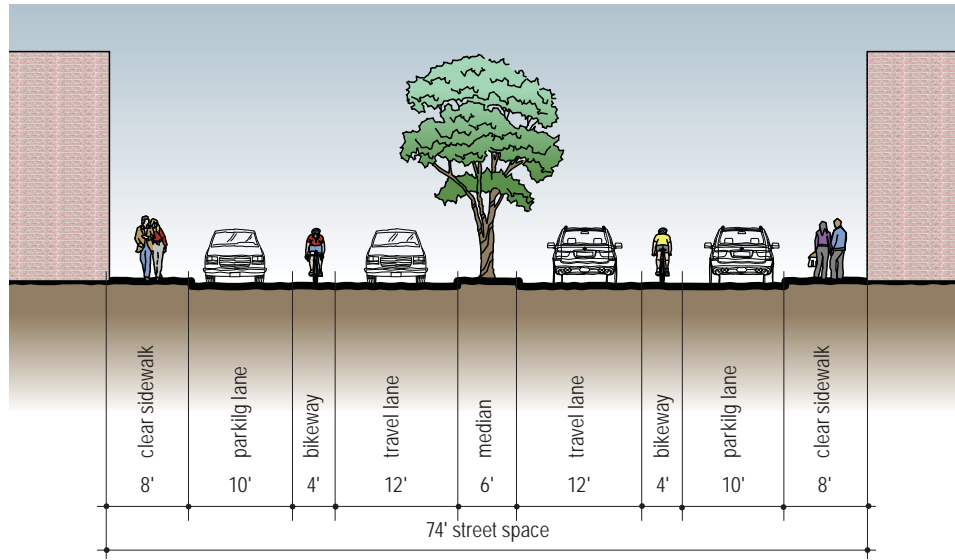 clear sidewalk
parkilg lane
bikeway
travel lane
median
travel lane
bikeway
parkilg lane
clear sidewalk
8'
10'
4'
12'
6'
12'
4'
10'
8'
74' street space